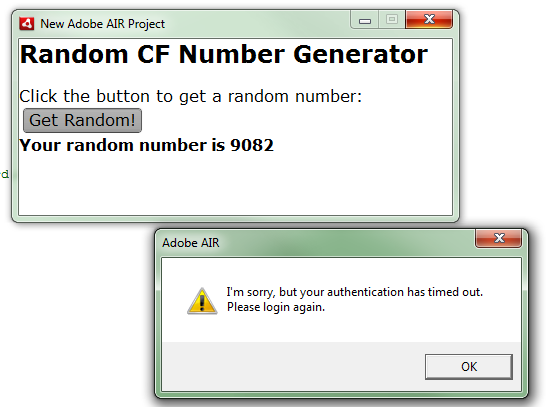 New Adobe AIR Project
Random CF Number Generator
Click the button to get a random number:
Get Random!
Your random number is 9082
Adobe AIR
I'm sorry, but your authentication has timed out.
Please login again.
OK